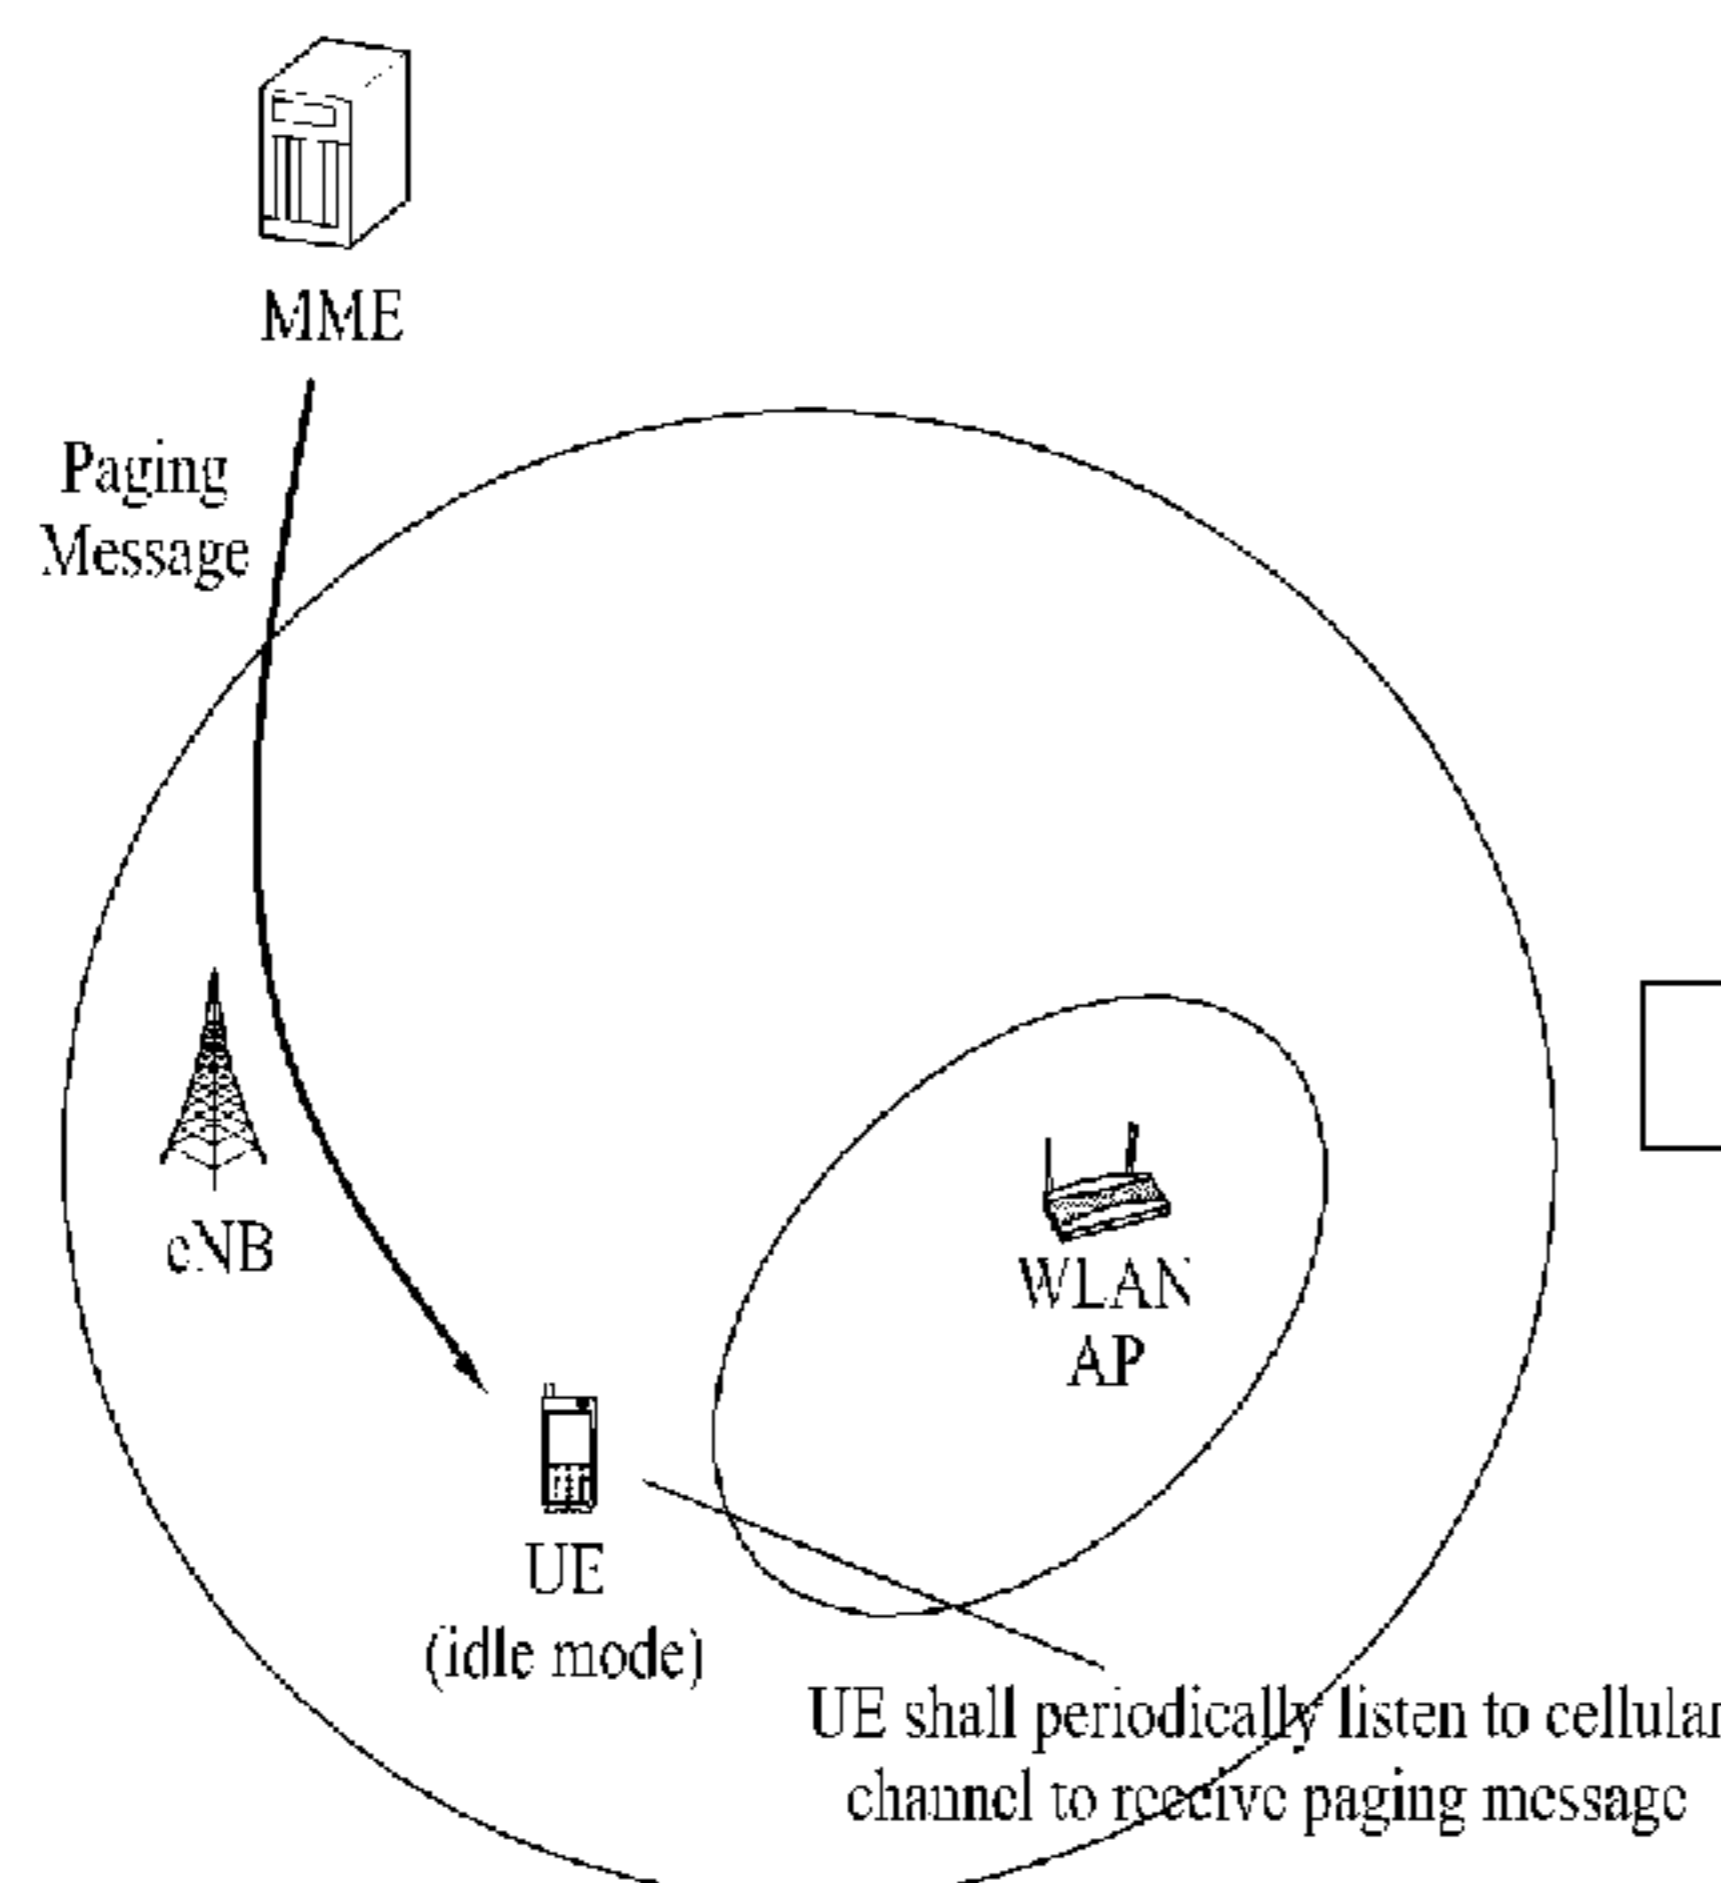 MME
Paging
Message
eNB
WLAN
AP
UE
(idle mode)
UE shall periodically listen to cellular
channel to receive paging message